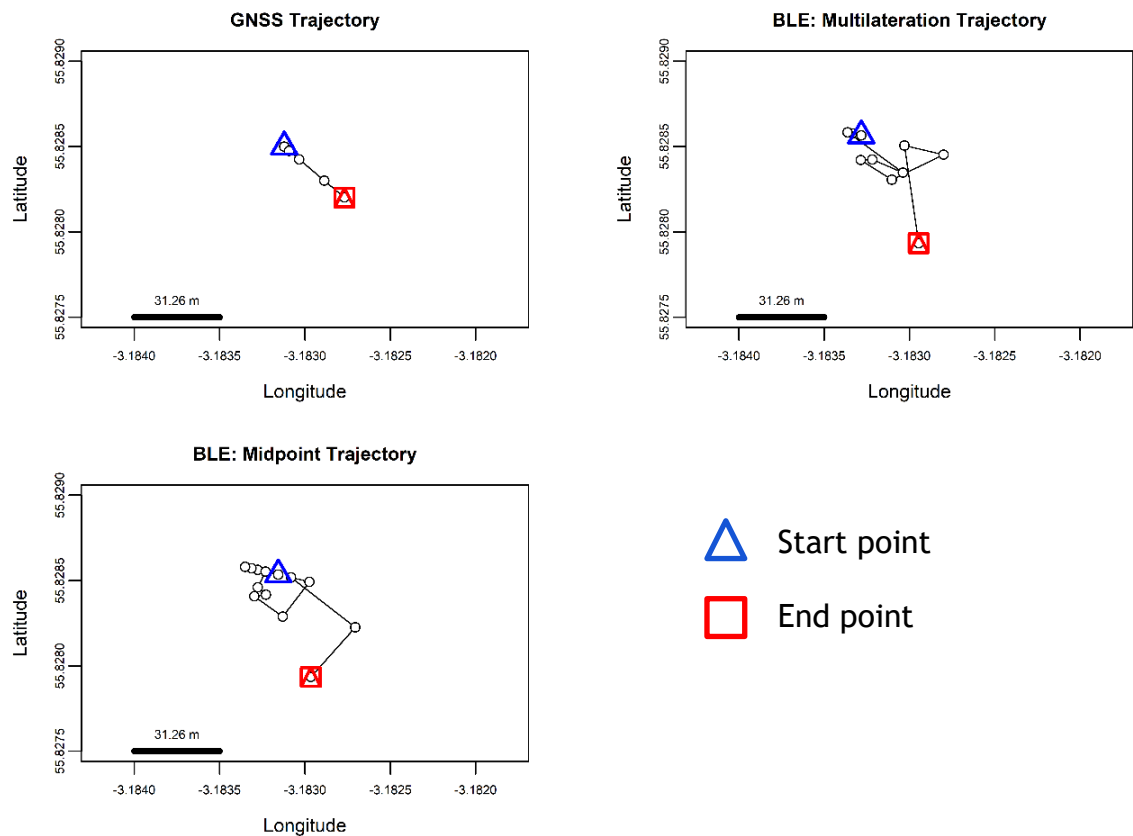 GNSS Trajectory
Latitude
55.8290
55.8285
55.8280
55.8275
31.26 m
-3.1840
-3.1835
-3.1830
-3.1825
-3.1820
Longitude
BLE: Multilateration Trajectory
Latitude
55.8290
55.8285
55.8280
55.8275
31.26 m
-3.1840
-3.1835
-3.1830
-3.1825
-3.1820
Longitude
BLE: Midpoint Trajectory
Latitude
55.8290
55.8285
55.8280
55.8275
31.26 m
-3.1840
-3.1835
-3.1830
-3.1825
-3.1820
Longitude
Start point
End point